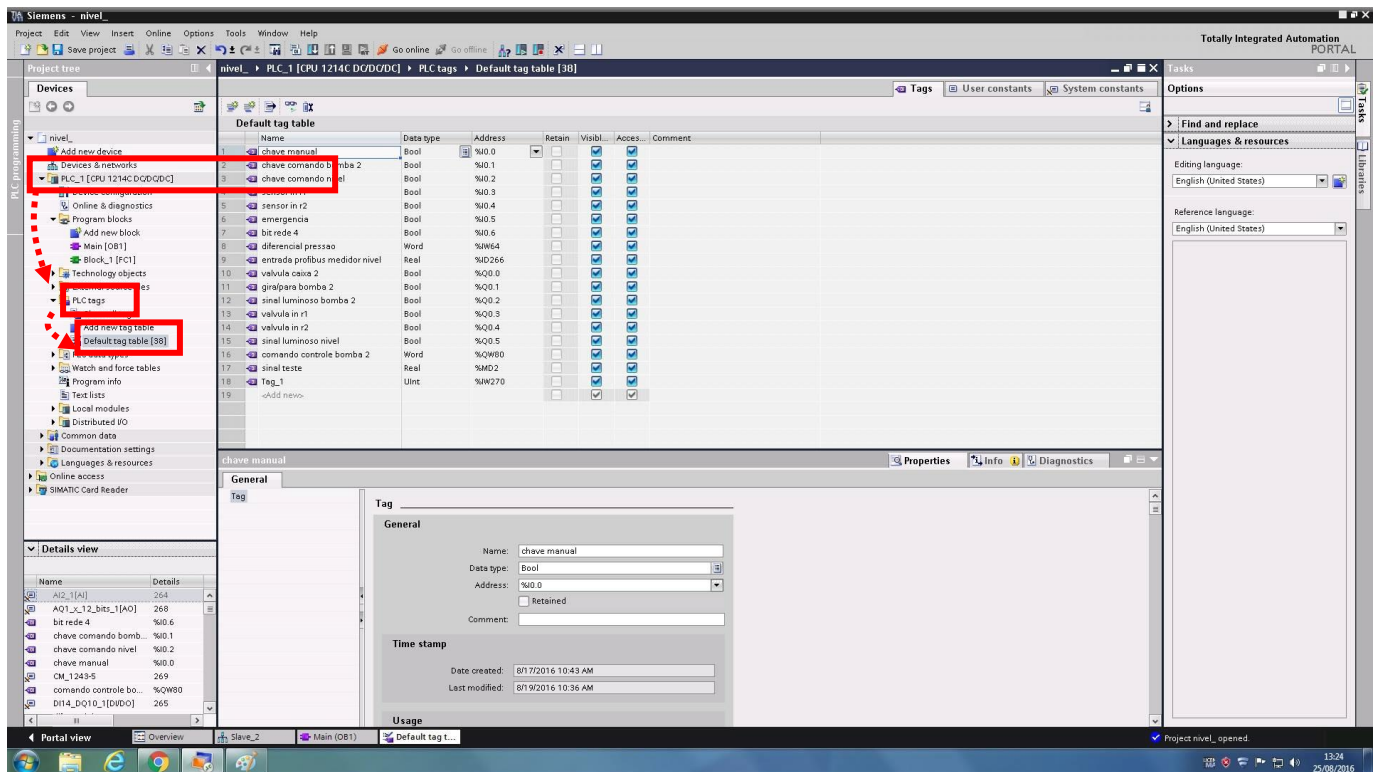 Siemens - nivel_
Project Edit View Insert Online Options Tools Window Help
Save project
Go online
Go offline
Totally Integrated Automation
PORTAL
Project tree
Devices
PLC programming
nivel_
Add new device
Devices & networks
PLC_1 [CPU 1214C DC/DC/DC]
Online & diagnostics
Program blocks
Add new block
Main [OB1]
Block_1 [FC1]
Technology objects
PLC tags
Add new tag table
Default tag table [38]
Watch and force tables
Program info
Text lists
Local modules
Distributed I/O
Common data
Documentation settings
Languages & resources
Online access
SIMATIC Card Reader
Details view
Name Details
AI2_1[AI] 264
AQ1_x_12_bits_1[AO] 268
bit rede 4 %I0.6
chave comando bomb... %I0.1
chave comando nivel %I0.2
chave manual %I0.0
CM_1243-5 269
comando controle bo... %QW80
DI14_DQ10_1[DI/DO] 265
nivel_ PLC_1 [CPU 1214C DC/DC/DC] PLC tags Default tag table [38]
Tags User constants System constants
Default tag table
Name Data type Address Retain Visibl... Acces... Comment
1 chave manual Bool %I0.0
2 chave comando bomba 2 Bool %I0.1
3 chave comando nivel Bool %I0.2
Bool %I0.3
5 sensor in r2 Bool %I0.4
6 emergencia Bool %I0.5
7 bit rede 4 Bool %I0.6
8 diferencial pressao Word %IW64
9 entrada profibus medidor nivel Real %ID266
10 valvula caixa 2 Bool %Q0.0
11 gira/para bomba 2 Bool %Q0.1
12 sinal luminoso bomba 2 Bool %Q0.2
13 valvula in r1 Bool %Q0.3
14 valvula in r2 Bool %Q0.4
15 sinal luminoso nivel Bool %Q0.5
16 comando controle bomba 2 Word %QW80
17 sinal teste Real %MD2
18 Tag_1 UInt %IW270
19 <Add new>
chave manual
Properties Info Diagnostics
General
Tag
Tag
General
Name: chave manual
Data type: Bool
Address: %I0.0
Retained
Comment:
Time stamp
Date created: 8/17/2016 10:43 AM
Last modified: 8/19/2016 10:36 AM
Usage
Tasks
Options
Find and replace
Languages & resources
Editing language:
English (United States)
Reference language:
English (United States)
Tasks
Libraries
Portal view Overview Slave_2 Main (OB1) Default tag t...
Project nivel_ opened.
13:24
25/08/2016